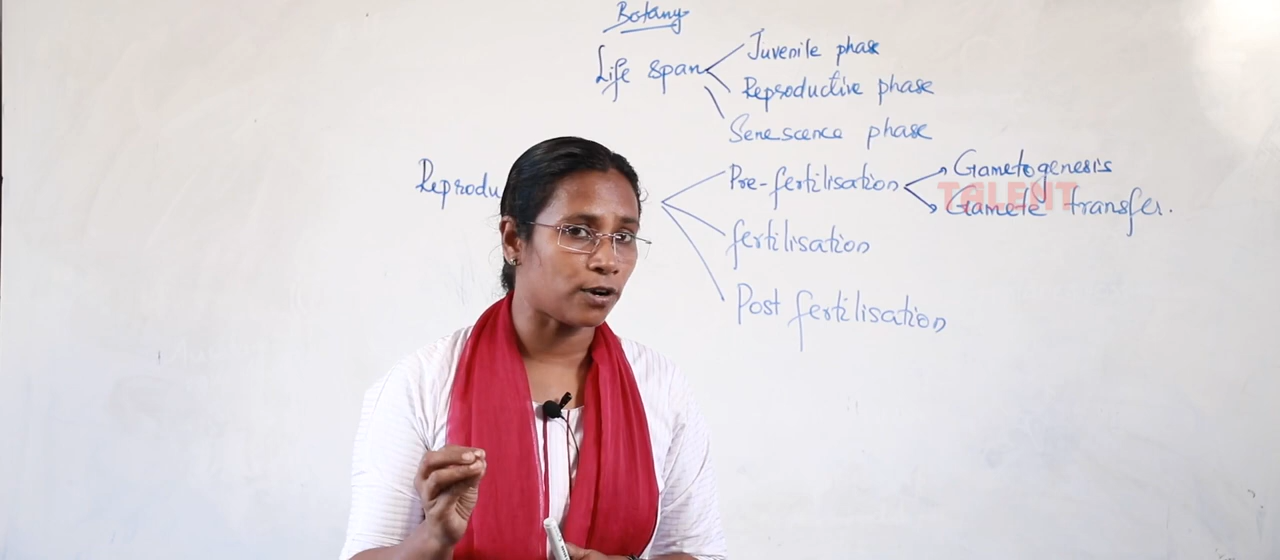 Botany
Life span
Juvenile phase
Reproductive phase
Senescence phase
Reprodu
Pre-fertilisation
Gametogenesis
Gamete transfer.
TALENT
fertilisation
Post fertilisation